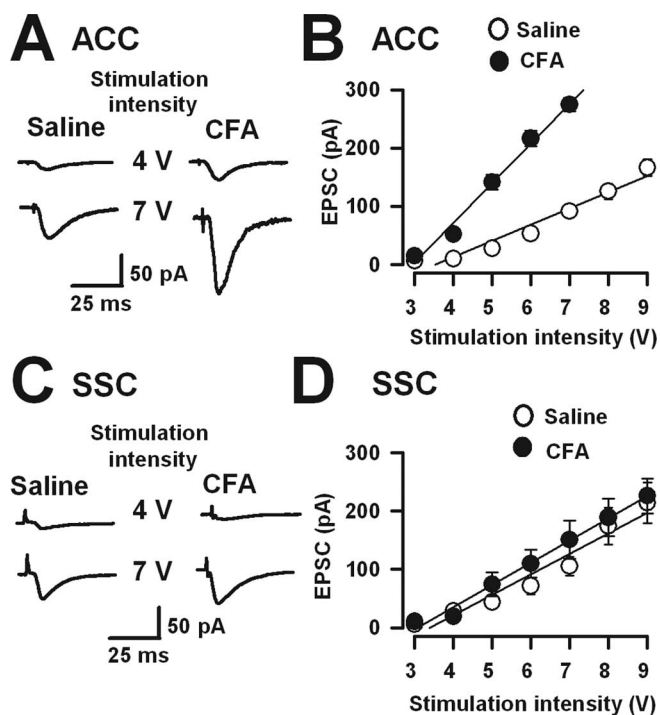 A ACC
Stimulation
intensity
Saline 4 V CFA
7 V
50 pA
25 ms
B ACC
Saline
CFA
EPSC (pA)
300
200
100
0
3 4 5 6 7 8 9
Stimulation intensity (V)
C SSC
Stimulation
intensity
Saline 4 V CFA
7 V
50 pA
25 ms
D SSC
Saline
CFA
EPSC (pA)
300
200
100
0
3 4 5 6 7 8 9
Stimulation intensity (V)